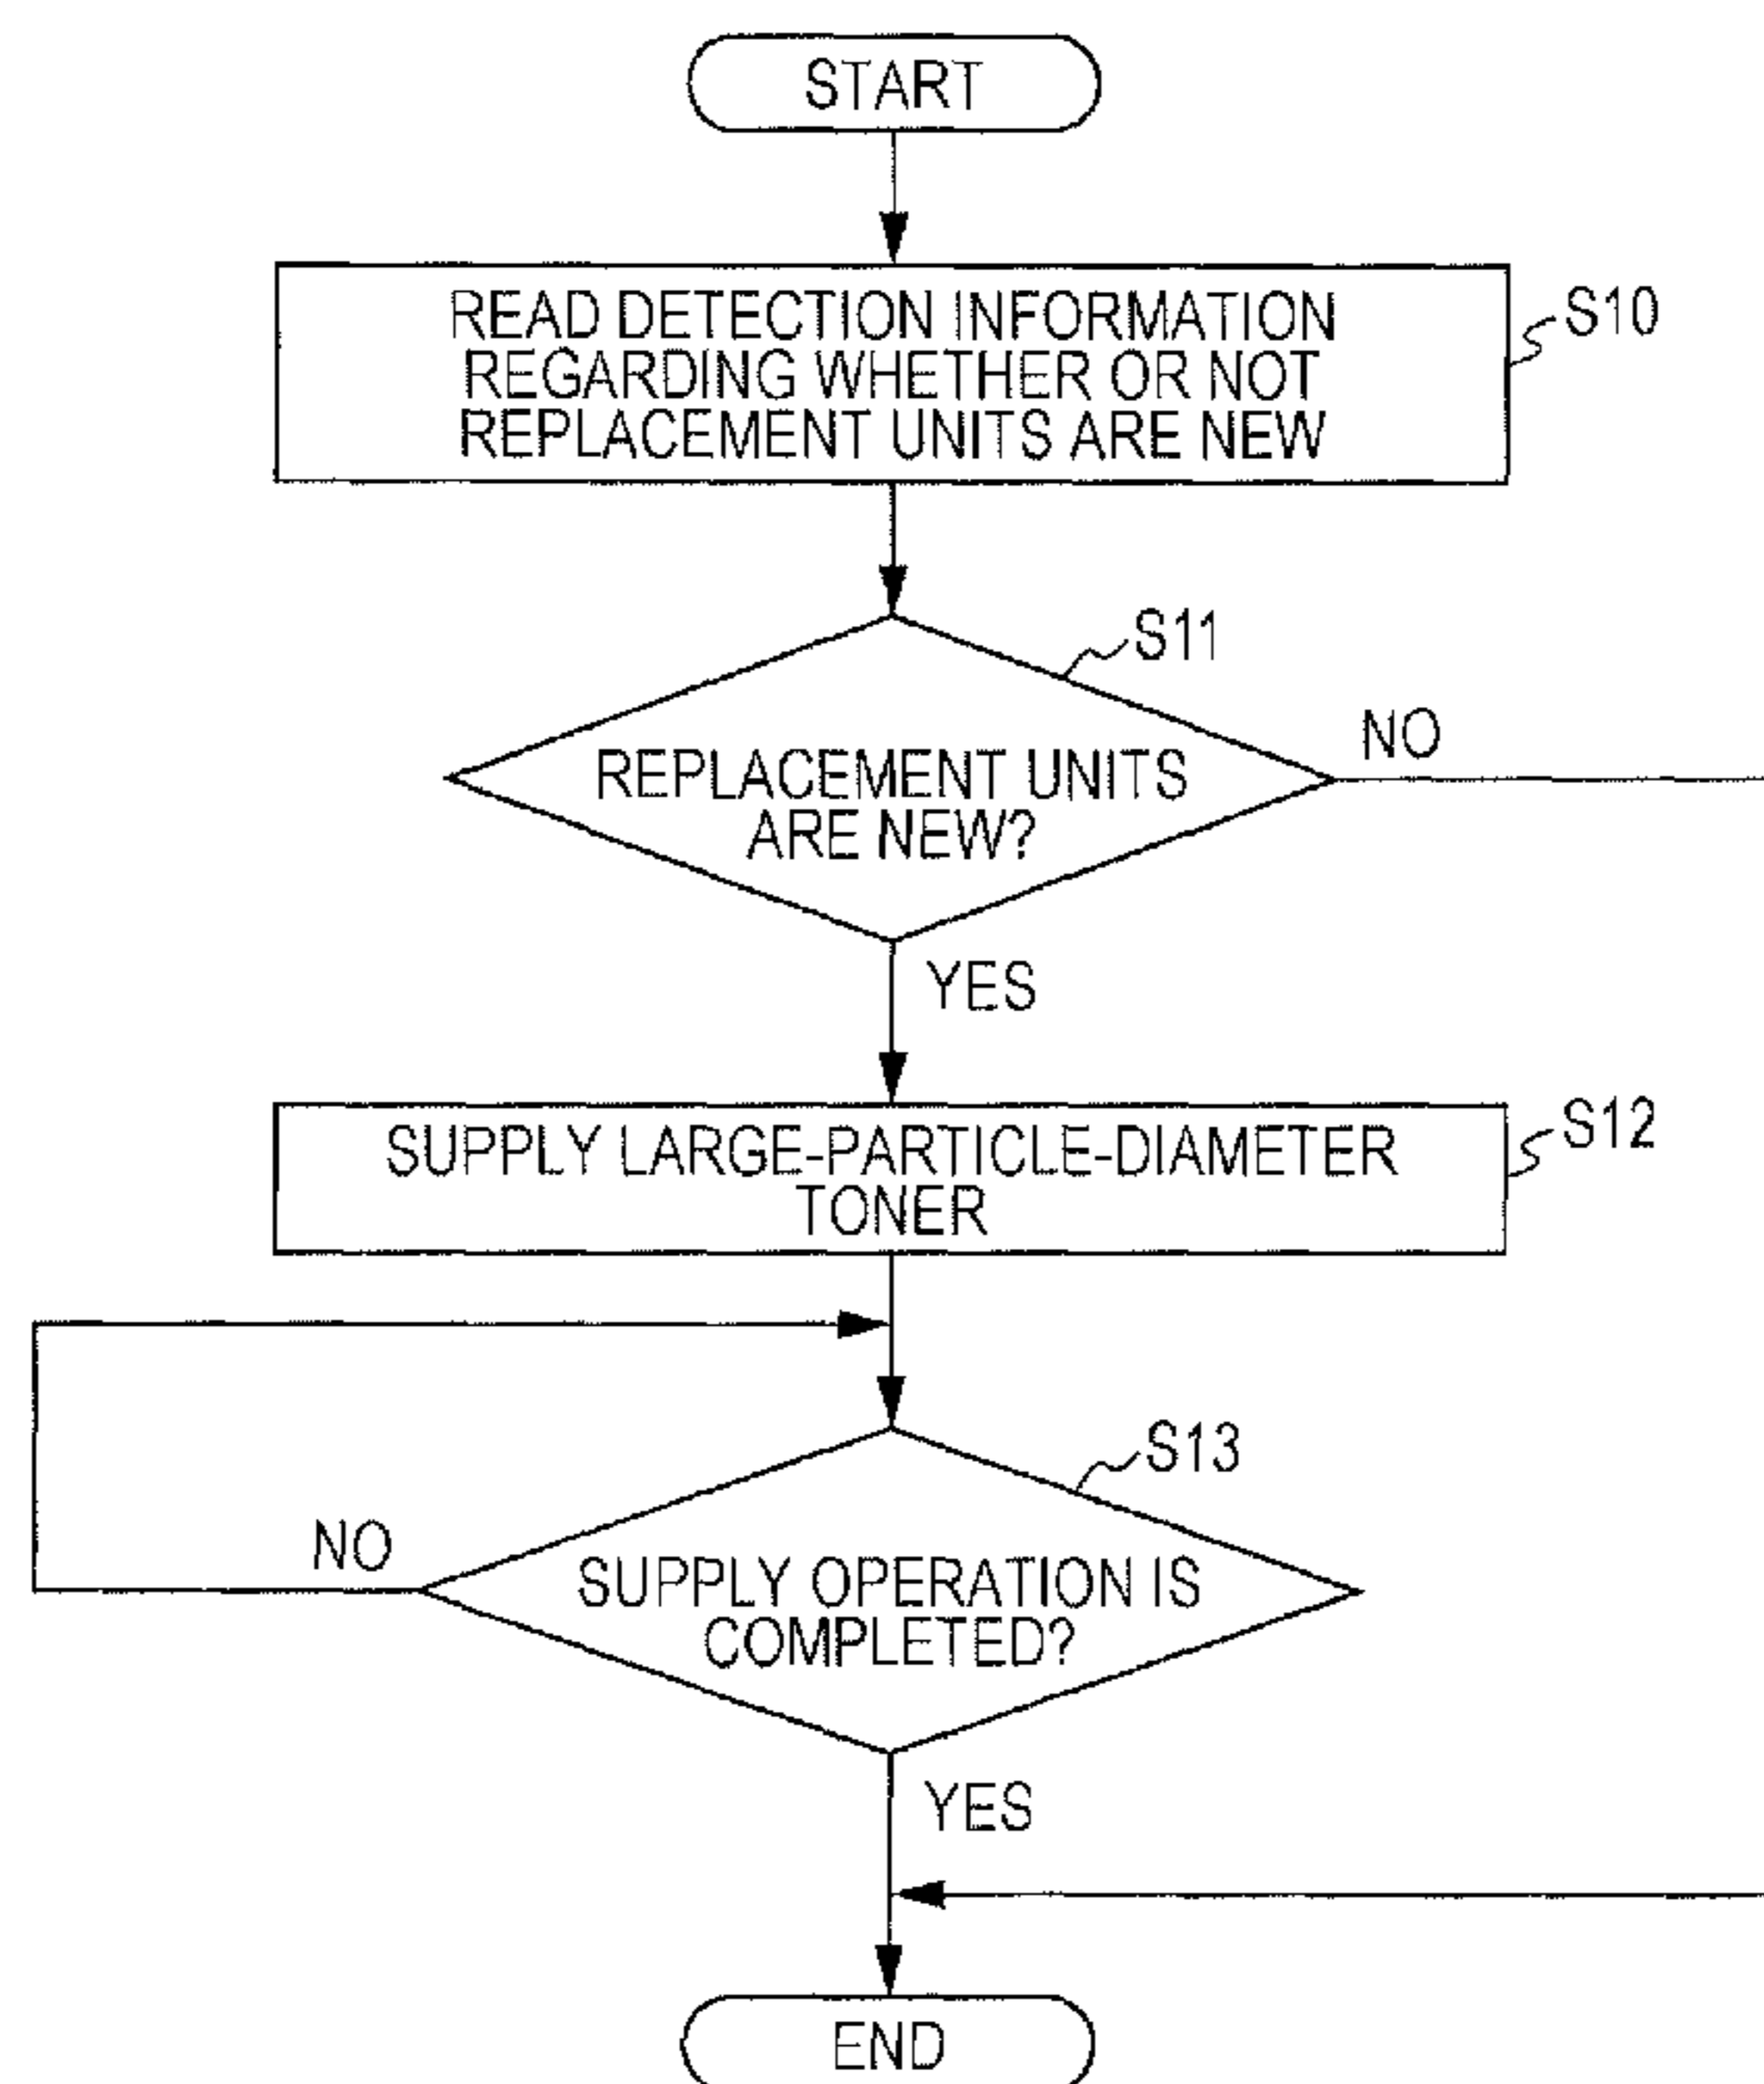 START
READ DETECTION INFORMATION
REGARDING WHETHER OR NOT
REPLACEMENT UNITS ARE NEW
S10
S11
NO
REPLACEMENT UNITS
ARE NEW?
YES
SUPPLY LARGE-PARTICLE-DIAMETER
TONER
S12
S13
NO
SUPPLY OPERATION IS
COMPLETED?
YES
END